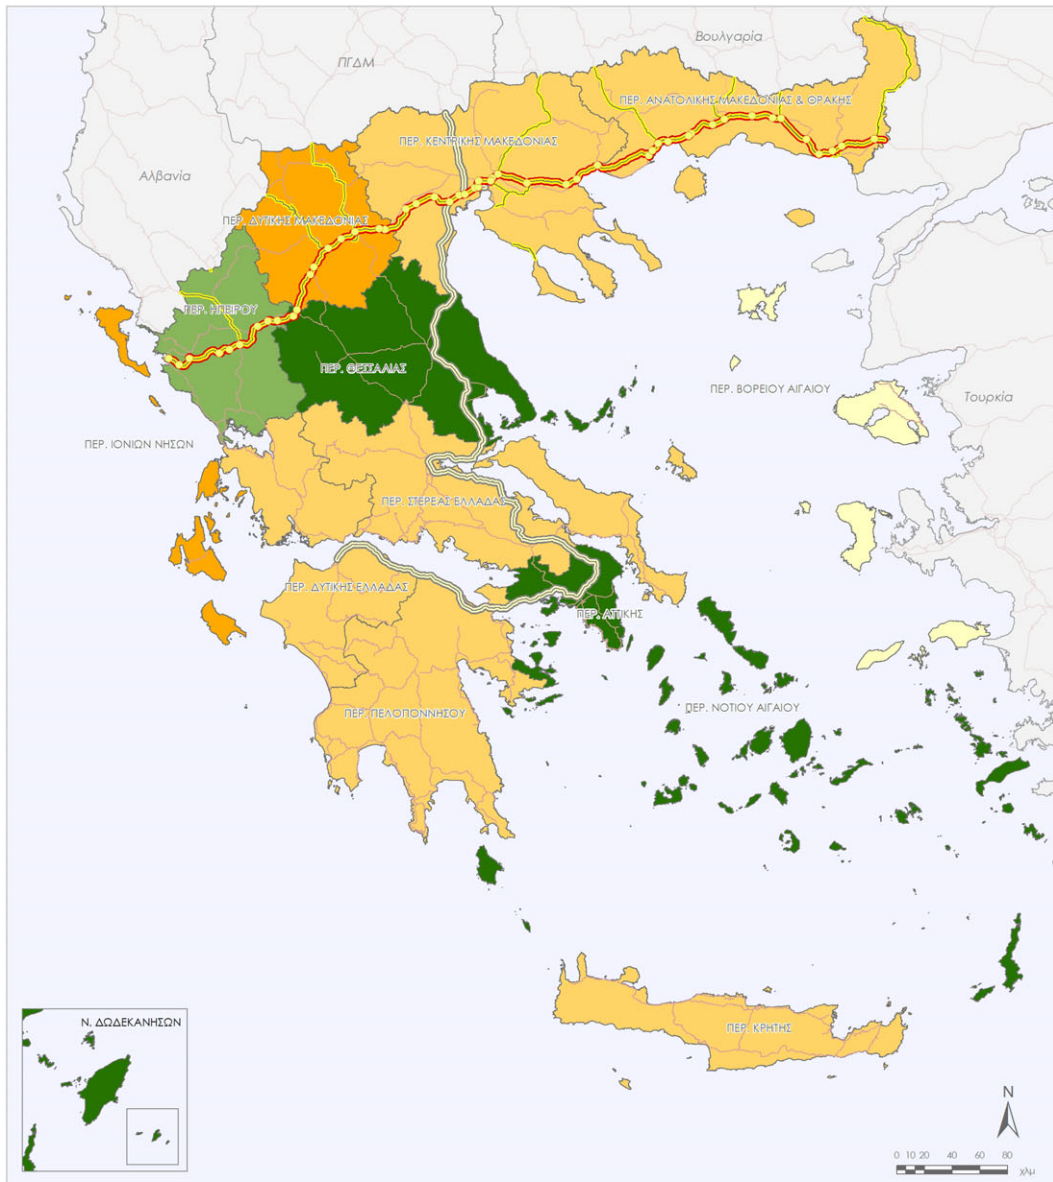 Βουλγαρία
ΠΓΔΜ
ΠΕΡ. ΑΝΑΤΟΛΙΚΗΣ ΜΑΚΕΔΟΝΙΑΣ & ΘΡΑΚΗΣ
ΠΕΡ. ΚΕΝΤΡΙΚΗΣ ΜΑΚΕΔΟΝΙΑΣ
Αλβανία
ΠΕΡ. ΔΥΤΙΚΗΣ ΜΑΚΕΔΟΝΙΑΣ
ΠΕΡ. ΗΠΕΙΡΟΥ
ΠΕΡ. ΘΕΣΣΑΛΙΑΣ
ΠΕΡ. ΒΟΡΕΙΟΥ ΑΙΓΑΙΟΥ
Τουρκία
ΠΕΡ. ΙΟΝΙΩΝ ΝΗΣΩΝ
ΠΕΡ. ΣΤΕΡΕΑΣ ΕΛΛΑΔΑΣ
ΠΕΡ. ΔΥΤΙΚΗΣ ΕΛΛΑΔΑΣ
ΠΕΡ. ΑΤΤΙΚΗΣ
ΠΕΡ. ΝΟΤΙΟΥ ΑΙΓΑΙΟΥ
ΠΕΡ. ΠΕΛΟΠΟΝΝΗΣΟΥ
Ν. ΔΩΔΕΚΑΝΗΣΩΝ
ΠΕΡ. ΚΡΗΤΗΣ
N
0 10 20 40 60 80
χλμ